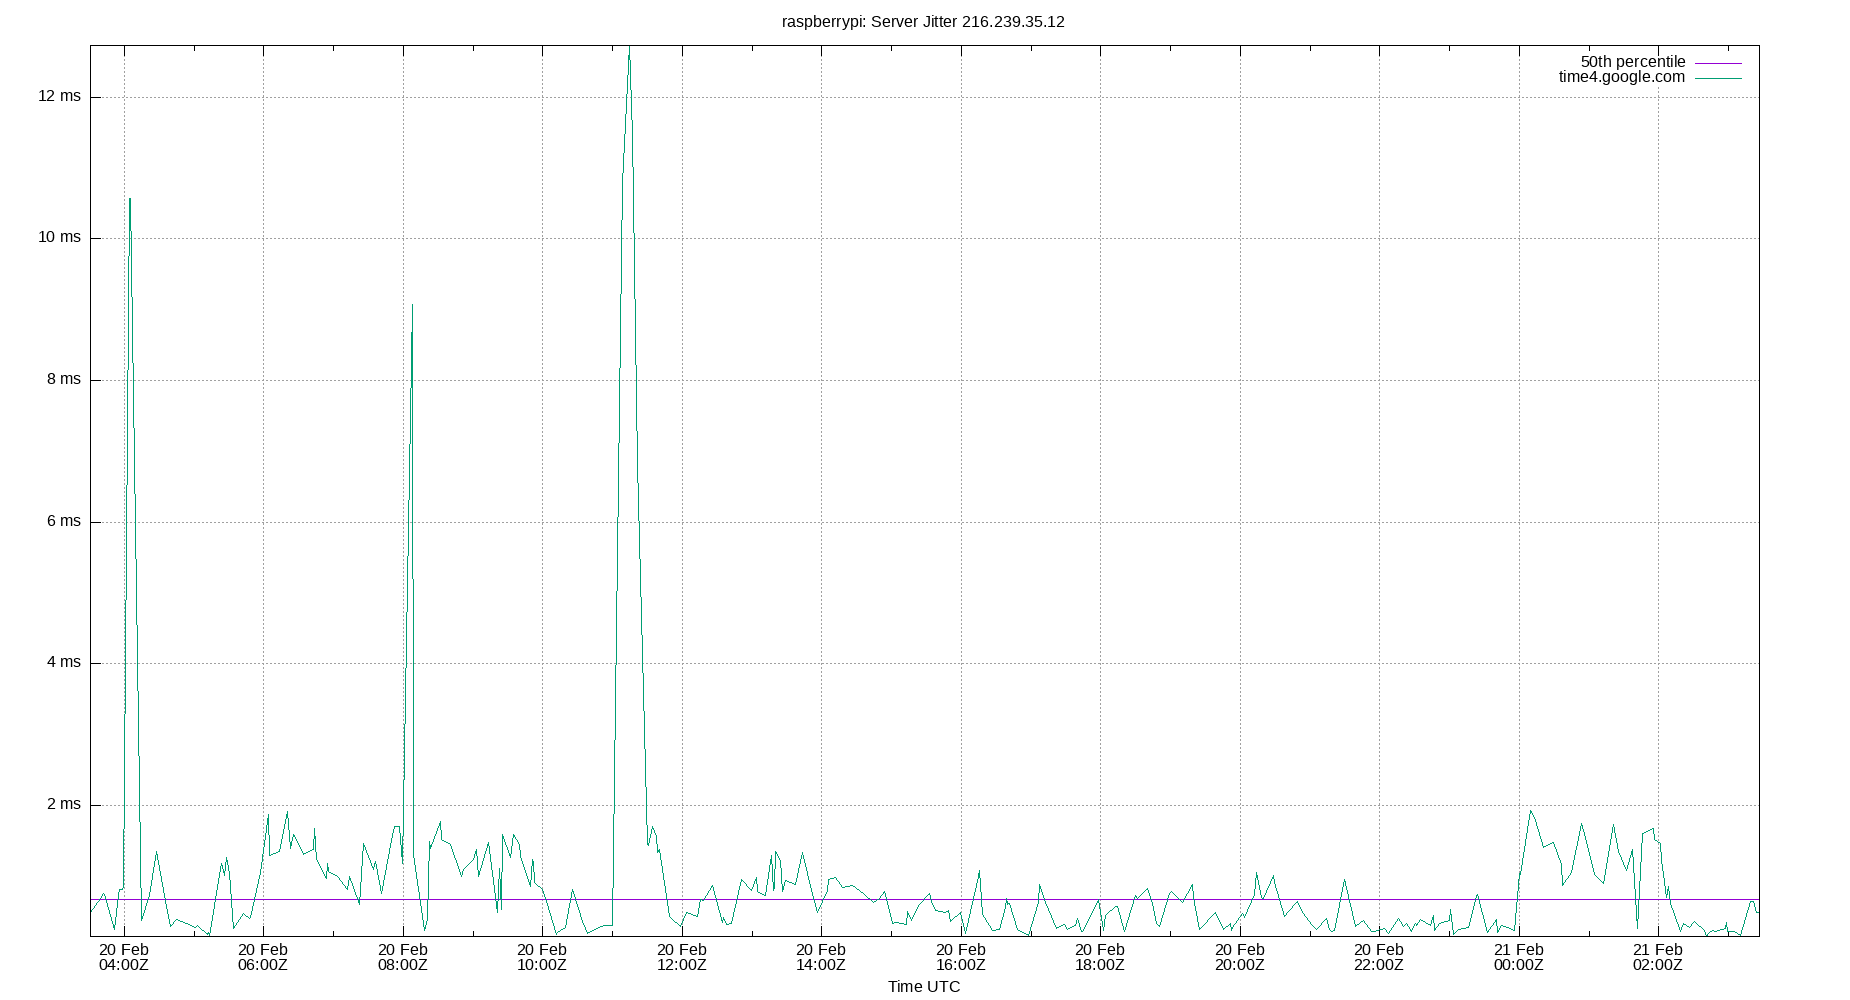 raspberrypi: Server Jitter 216.239.35.12
50th percentile
time4.google.com
12 ms
10 ms
8 ms
6 ms
4 ms
2 ms
20 Feb 20 Feb 20 Feb 20 Feb 20 Feb 20 Feb 20 Feb 20 Feb 20 Feb 20 Feb 21 Feb 21 Feb
04:00Z 06:00Z 08:00Z 10:00Z 12:00Z 14:00Z 16:00Z 18:00Z 20:00Z 22:00Z 00:00Z 02:00Z
Time UTC